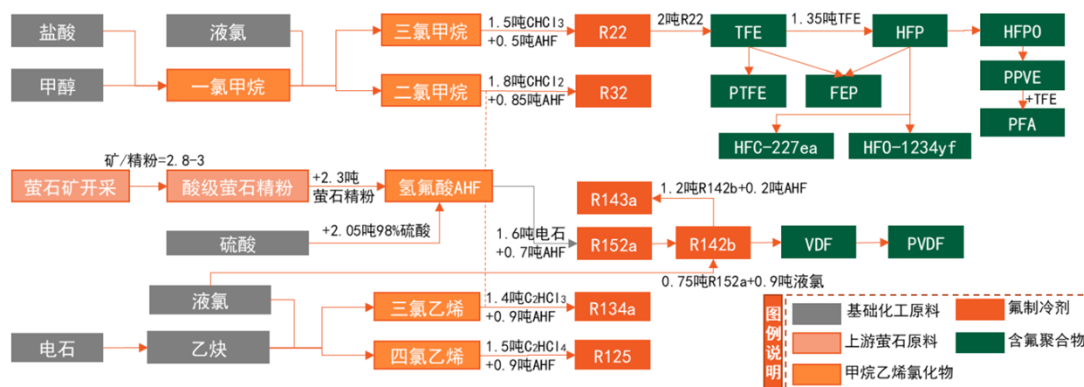 盐酸
液氯
三氯甲烷
1.5吨CHCl₃
+0.5吨AHF
R22
2吨R22
TFE
1.35吨TFE
HFP
HFPO
甲醇
一氯甲烷
二氯甲烷
1.8吨CHCl₂
+0.85吨AHF
R32
PTFE
FEP
PPVE
+TFE
PFA
HFC-227ea
HFO-1234yf
矿/精粉=2.8-3
萤石矿开采
酸级萤石精粉
+2.3吨
萤石精粉
氢氟酸AHF
R143a
1.2吨R142b+0.2吨AHF
硫酸
+2.05吨98%硫酸
1.6吨电石
+0.7吨AHF
R152a
R142b
VDF
PVDF
0.75吨R152a+0.9吨液氯
液氯
三氯乙烯
1.4吨C₂HCl₃
+0.9吨AHF
R134a
电石
乙炔
四氯乙烯
1.5吨C₂HCl₄
+0.9吨AHF
R125
图例说明
基础化工原料
氟制冷剂
上游萤石原料
含氟聚合物
甲烷乙烯氯化物